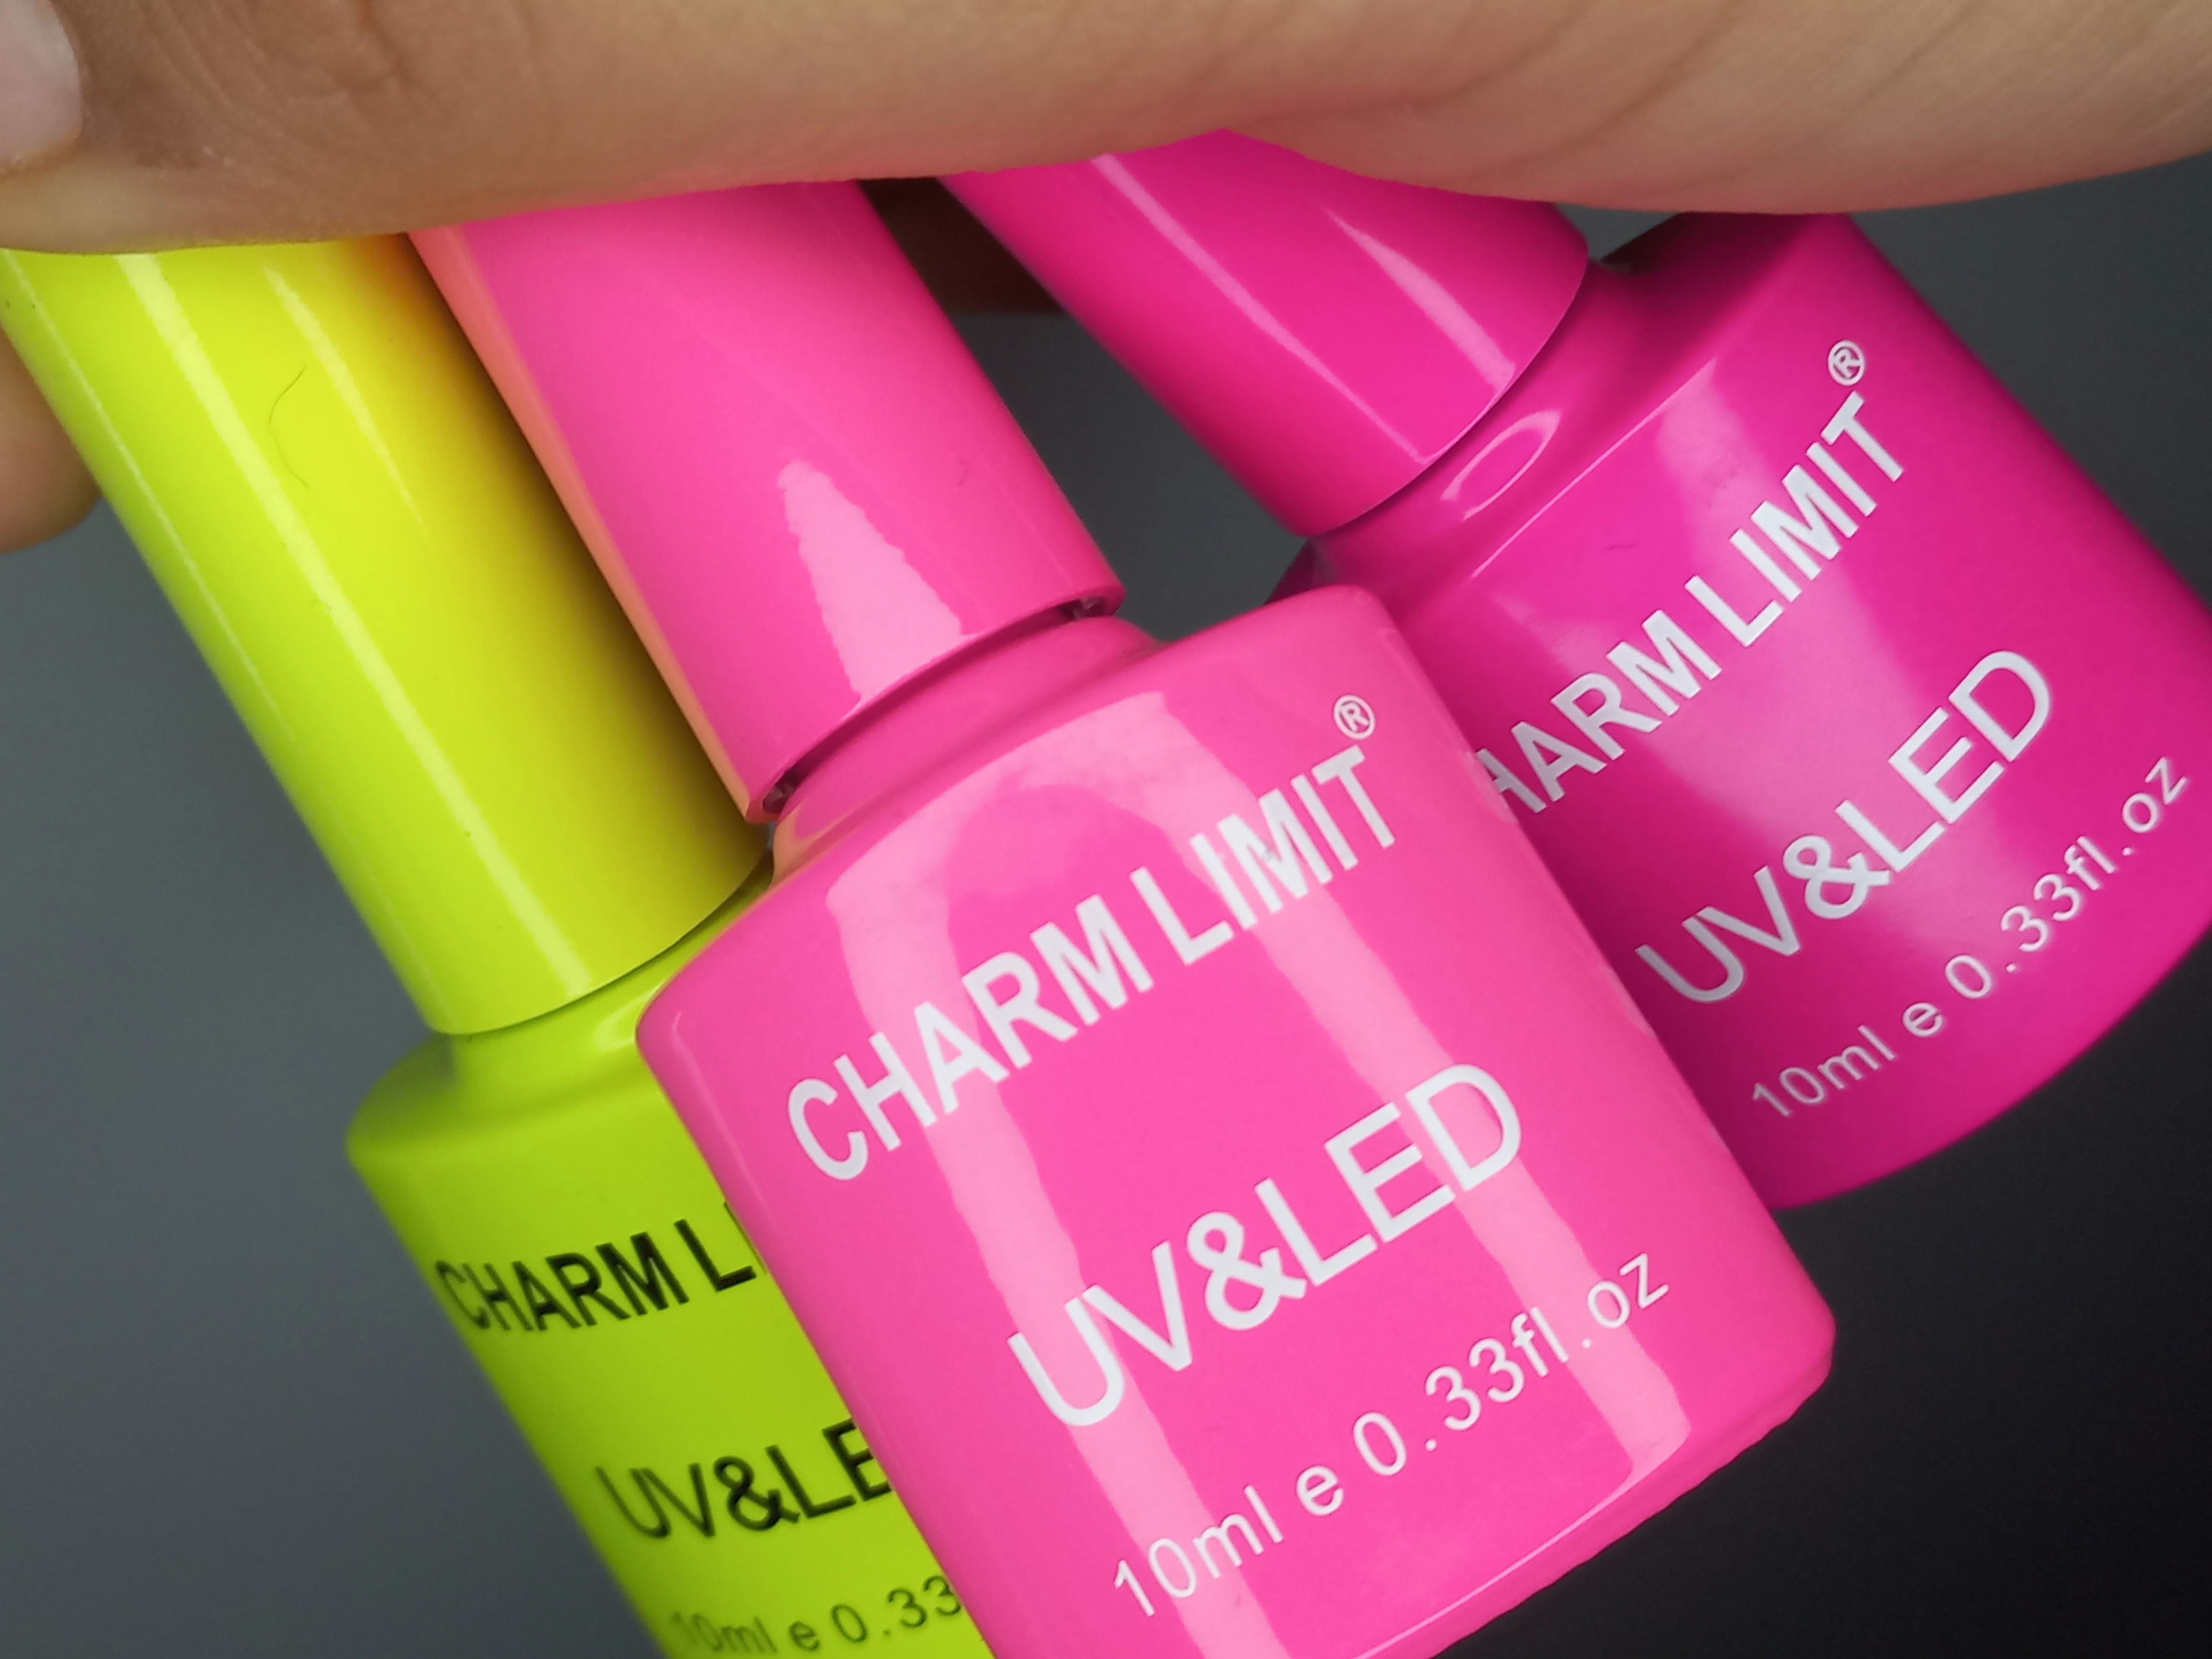 CHARM LIMIT®
UV&LED
10ml e 0.33fl.oz
HARM LIMIT®
UV&LED
10ml e 0.33fl.oz
CHARM L
UV&LE
10ml e 0.33